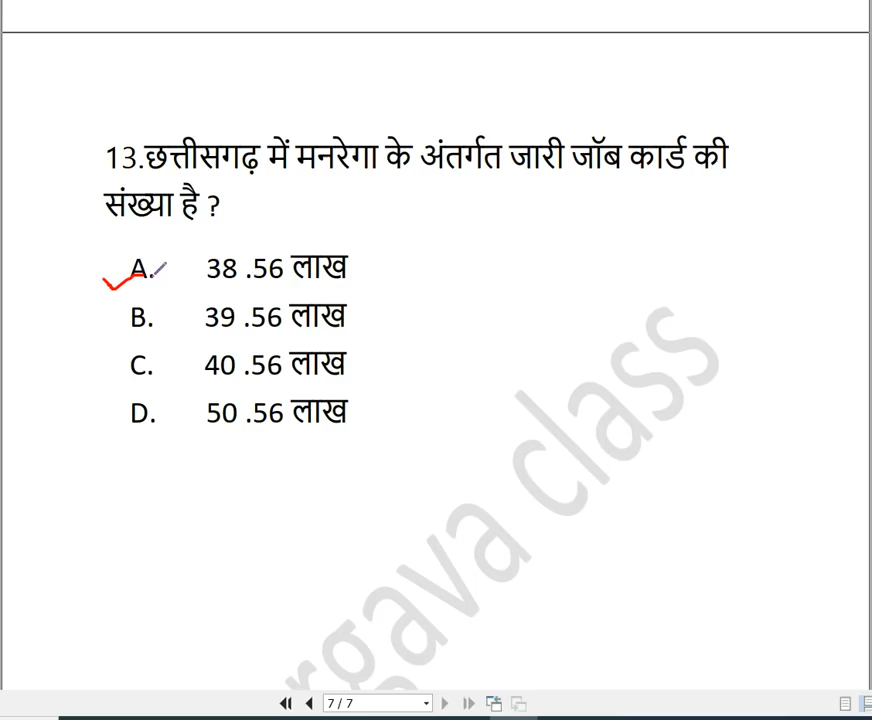 13.छत्तीसगढ़ में मनरेगा के अंतर्गत जारी जॉब कार्ड की
संख्या है ?
A. 38 .56 लाख
B. 39 .56 लाख
C. 40 .56 लाख
D. 50 .56 लाख
rgava class
7 / 7